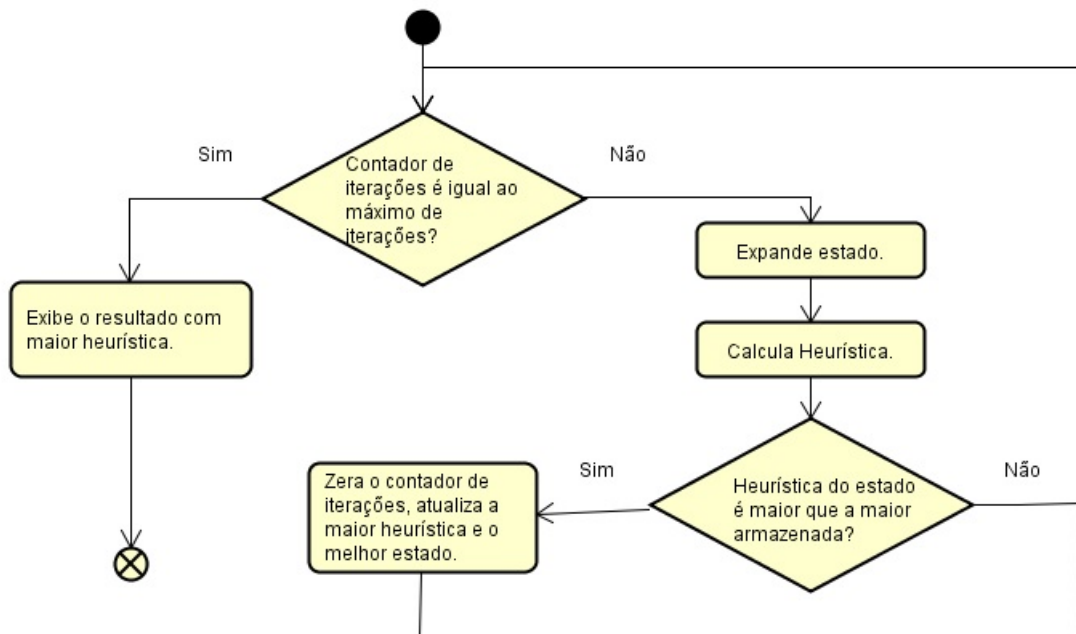 Sim
Não
Contador de
iterações é igual ao
máximo de
iterações?
Expande estado.
Exibe o resultado com
maior heurística.
Calcula Heurística.
Sim
Não
Zera o contador de
iterações, atualiza a
maior heurística e o
melhor estado.
Heurística do estado
é maior que a maior
armazenada?